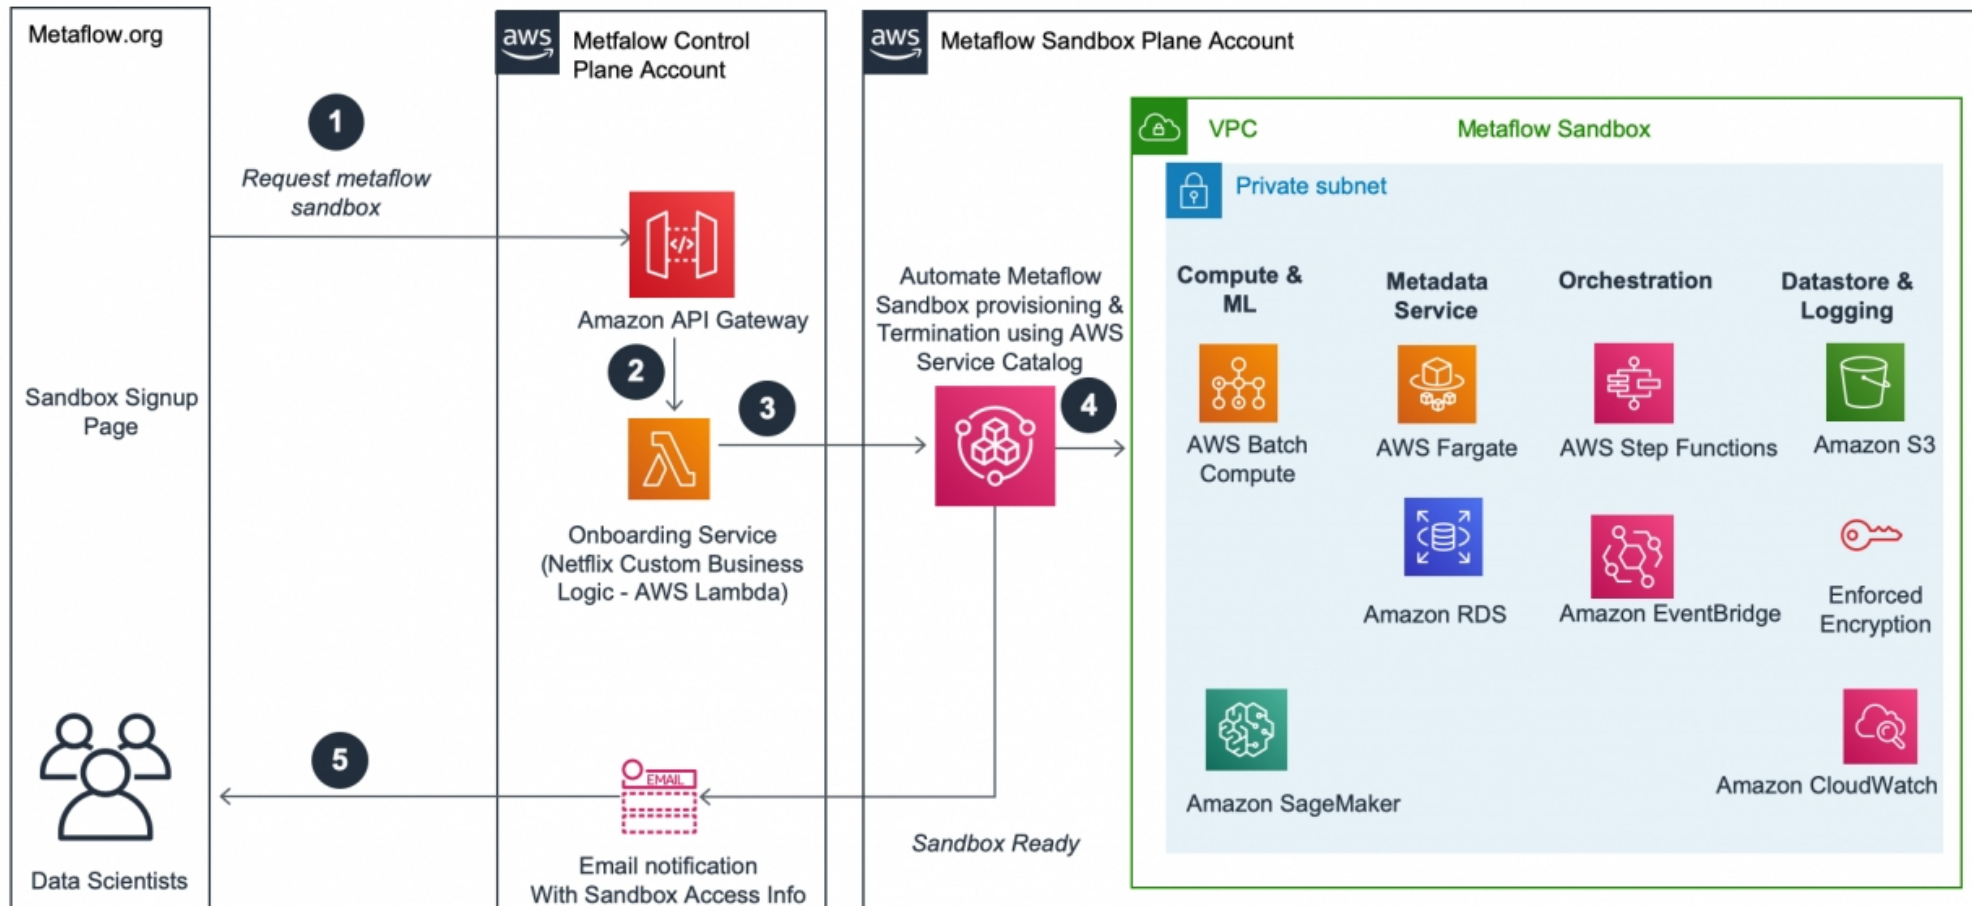 Metaflow.org
1
Request metaflow
sandbox
Sandbox Signup
Page
Data Scientists
aws
Metfalow Control
Plane Account
Amazon API Gateway
2
3
Onboarding Service
(Netflix Custom Business
Logic - AWS Lambda)
5
EMAIL
Email notification
With Sandbox Access Info
aws
Metaflow Sandbox Plane Account
Automate Metaflow
Sandbox provisioning &
Termination using AWS
Service Catalog
4
Sandbox Ready
VPC
Metaflow Sandbox
Private subnet
Compute &
ML
AWS Batch
Compute
Amazon SageMaker
Metadata
Service
AWS Fargate
Amazon RDS
Orchestration
AWS Step Functions
Amazon EventBridge
Datastore &
Logging
Amazon S3
Enforced
Encryption
Amazon CloudWatch